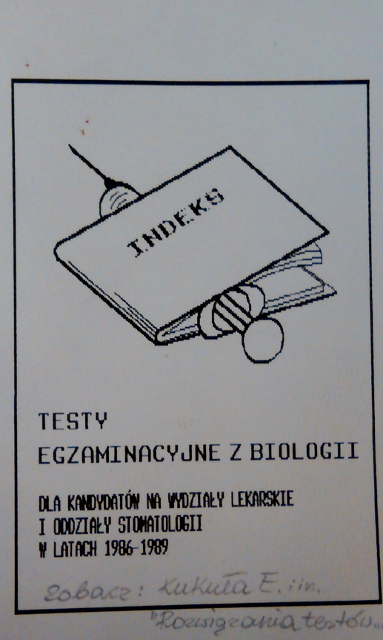 INDEKS
TESTY
EGZAMINACYJNE Z BIOLOGII
DLA KANDYDATÓW NA WYDZIAŁY LEKARSKIE
I ODDZIAŁY STOMATOLOGII
W LATACH 1986-1989
zobacz: Kukuła E. i in.
"Rozwiązania testów...